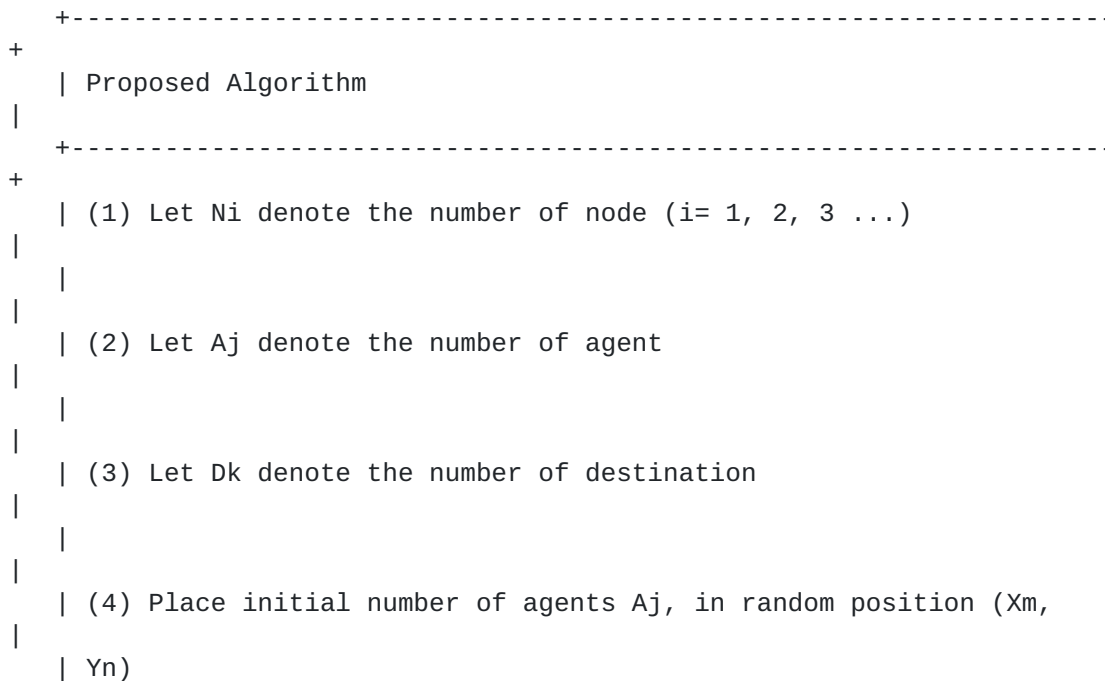 +-------------------------------------------------------------------
+
| Proposed Algorithm
|
+-------------------------------------------------------------------
+
| (1) Let Ni denote the number of node (i= 1, 2, 3 ...)
|
|
|
| (2) Let Aj denote the number of agent
|
|
|
| (3) Let Dk denote the number of destination
|
|
|
| (4) Place initial number of agents Aj, in random position (Xm,
|
| Yn)